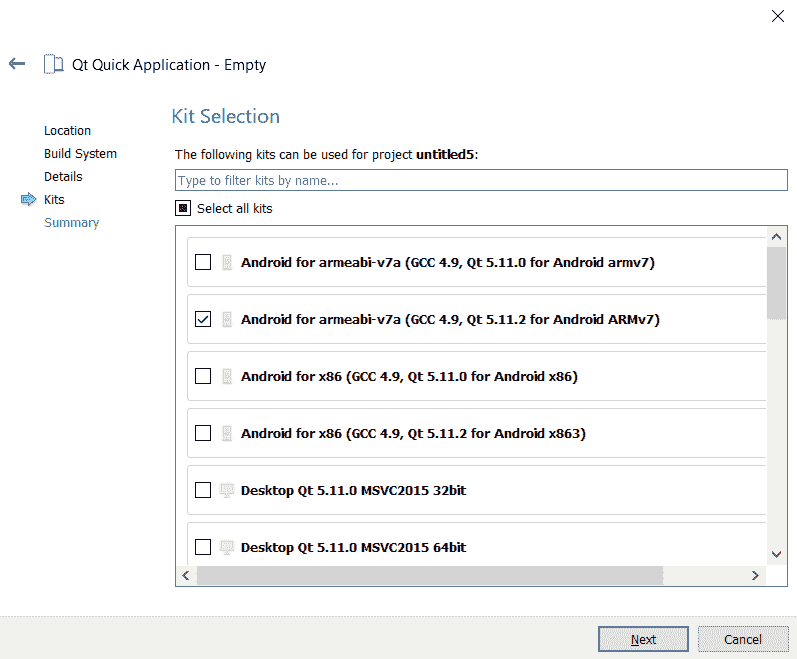 Qt Quick Application - Empty
Location
Build System
Details
Kits
Summary
Kit Selection
The following kits can be used for project untitled5:
Type to filter kits by name...
Select all kits
Android for armeabi-v7a (GCC 4.9, Qt 5.11.0 for Android armv7)
Android for armeabi-v7a (GCC 4.9, Qt 5.11.2 for Android ARMv7)
Android for x86 (GCC 4.9, Qt 5.11.0 for Android x86)
Android for x86 (GCC 4.9, Qt 5.11.2 for Android x863)
Desktop Qt 5.11.0 MSVC2015 32bit
Desktop Qt 5.11.0 MSVC2015 64bit
Next
Cancel